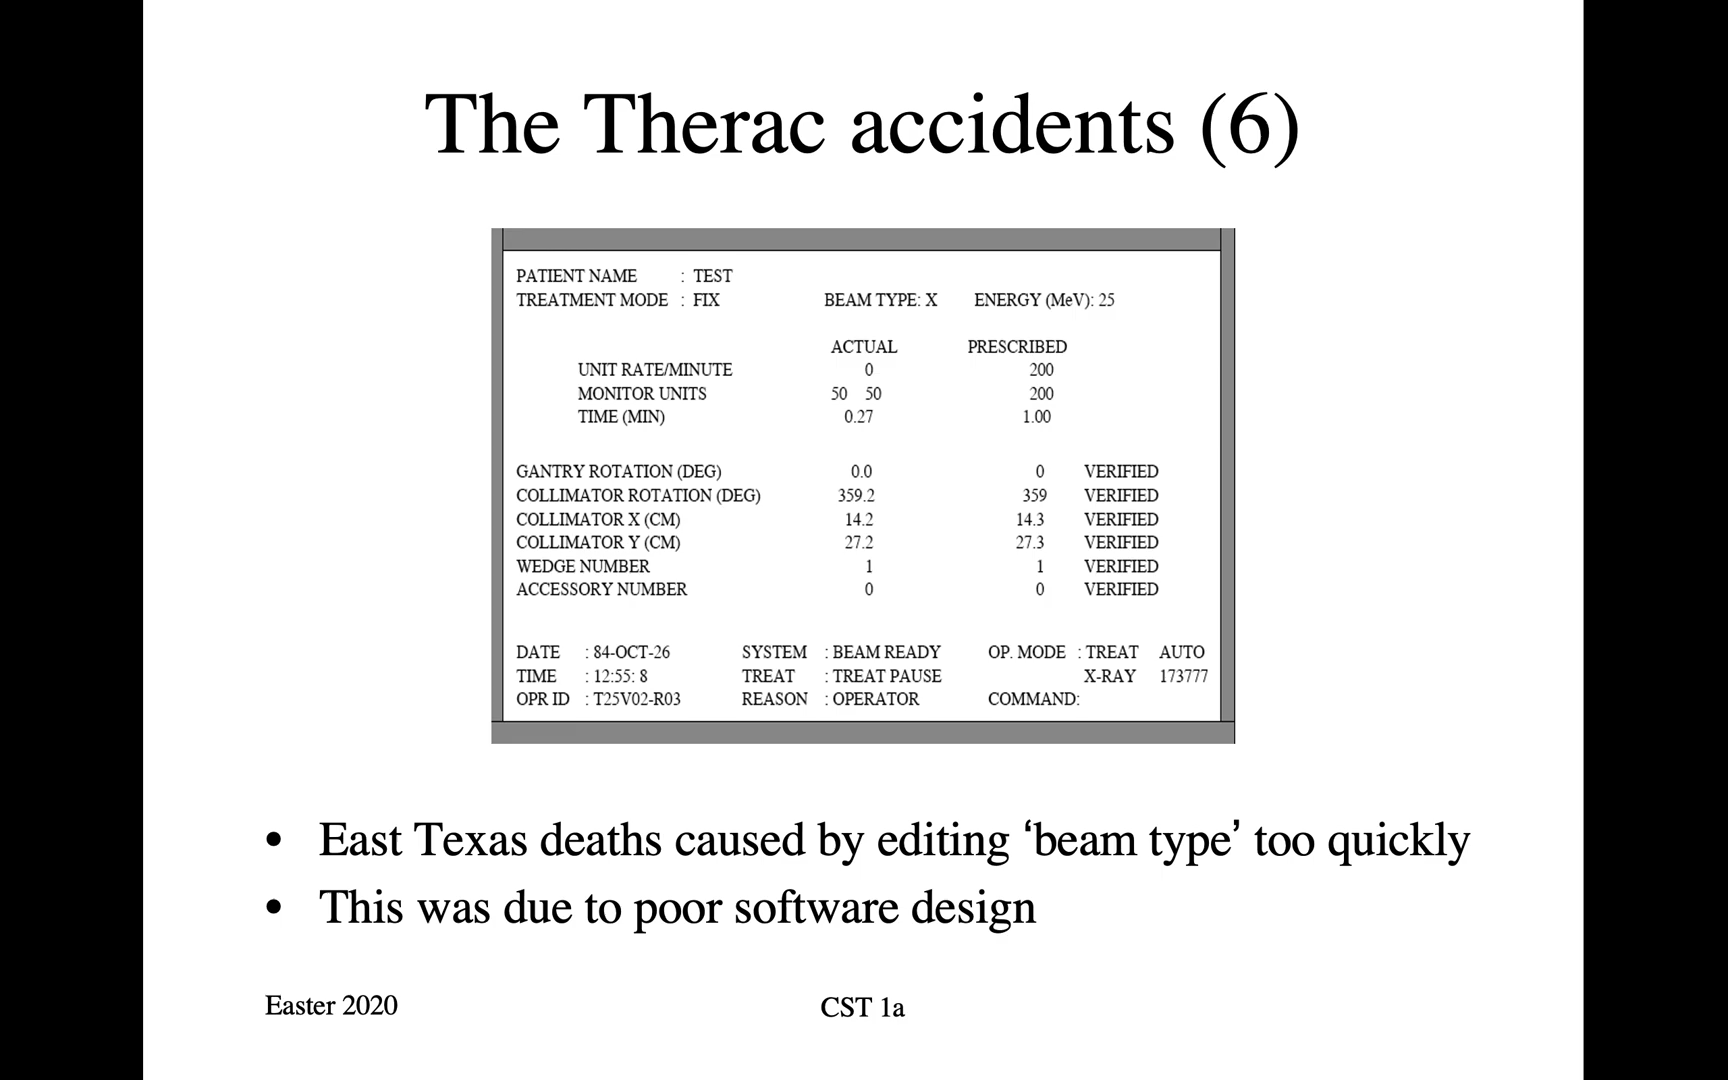 The Therac accidents (6)
PATIENT NAME : TEST
TREATMENT MODE : FIX BEAM TYPE: X ENERGY (MeV): 25
ACTUAL PRESCRIBED
UNIT RATE/MINUTE 0 200
MONITOR UNITS 50 50 200
TIME (MIN) 0.27 1.00
GANTRY ROTATION (DEG) 0.0 0 VERIFIED
COLLIMATOR ROTATION (DEG) 359.2 359 VERIFIED
COLLIMATOR X (CM) 14.2 14.3 VERIFIED
COLLIMATOR Y (CM) 27.2 27.3 VERIFIED
WEDGE NUMBER 1 1 VERIFIED
ACCESSORY NUMBER 0 0 VERIFIED
DATE : 84-OCT-26 SYSTEM : BEAM READY OP. MODE : TREAT AUTO
TIME : 12:55: 8 TREAT : TREAT PAUSE X-RAY 173777
OPR ID : T25V02-R03 REASON : OPERATOR COMMAND:
• East Texas deaths caused by editing ‘beam type’ too quickly
• This was due to poor software design
Easter 2020 CST 1a